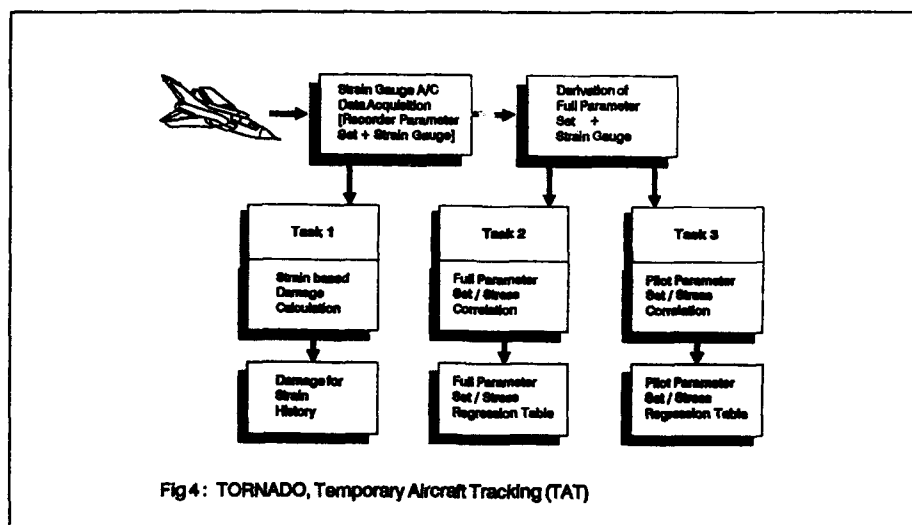 Strain Gauge A/C
Data Acquisition
[Recorder Parameter
Set + Strain Gauge]
Derivation of
Full Parameter
Set +
Strain Gauge
Task 1
Strain based
Damage
Calculation
Task 2
Full Parameter
Set / Stress
Correlation
Task 3
Pilot Parameter
Set / Stress
Correlation
Damage for
Strain
History
Full Parameter
Set / Stress
Regression Table
Pilot Parameter
Set / Stress
Regression Table
Fig 4 : TORNADO, Temporary Aircraft Tracking (TAT)